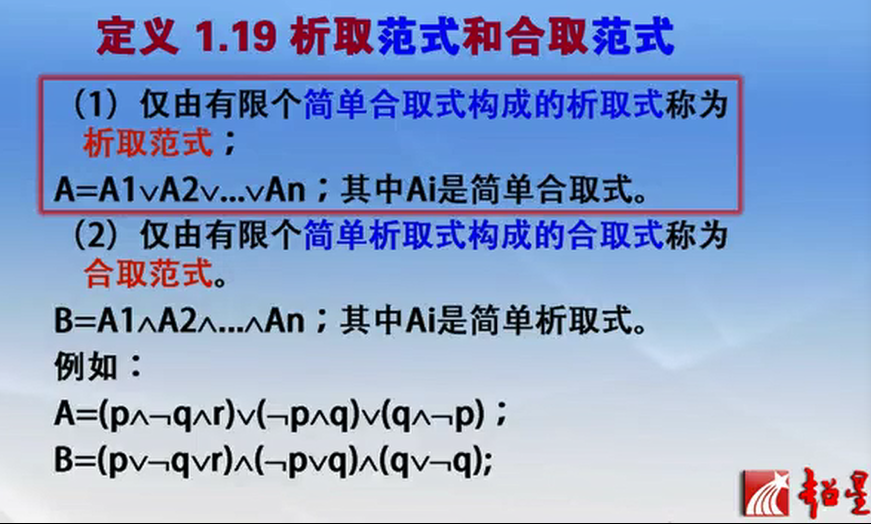 定义 1.19 析取范式和合取范式
（1）仅由有限个简单合取式构成的析取式称为
析取范式；
A=A1∨A2∨...∨An；其中Ai是简单合取式。
（2）仅由有限个简单析取式构成的合取式称为
合取范式。
B=A1∧A2∧...∧An；其中Ai是简单析取式。
例如：
A=(p∧¬q∧r)∨(¬p∧q)∨(q∧¬p)；
B=(p∨¬q∨r)∧(¬p∨q)∧(q∨¬q);
超星